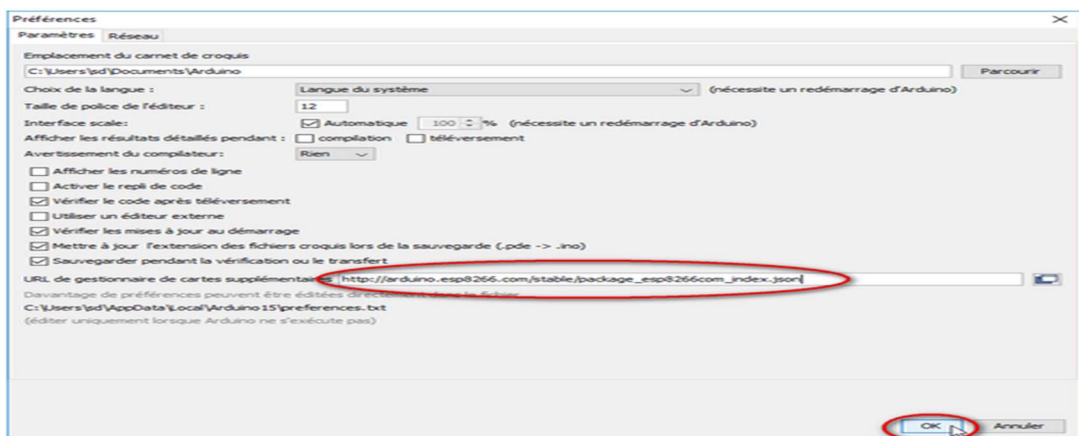 Préférences
Paramètres Réseau
Emplacement du carnet de croquis
C:\Users\sd\Documents\Arduino Parcourir
Choix de la langue : Langue du système (nécessite un redémarrage d'Arduino)
Taille de police de l'éditeur : 12
Interface scale: Automatique 100 % (nécessite un redémarrage d'Arduino)
Afficher les résultats détaillés pendant : compilation téléversement
Avertissement du compilateur: Rien
Afficher les numéros de ligne
Activer le repli de code
Vérifier le code après téléversement
Utiliser un éditeur externe
Vérifier les mises à jour au démarrage
Mettre à jour l'extension des fichiers croquis lors de la sauvegarde (.pde -> .ino)
Sauvegarder pendant la vérification ou le transfert
URL de gestionnaire de cartes supplémentaires http://arduino.esp8266.com/stable/package_esp8266com_index.json
Davantage de préférences peuvent être éditées directement dans le fichier
C:\Users\sd\AppData\Local\Arduino15\preferences.txt
(éditer uniquement lorsque Arduino ne s'exécute pas)
OK Annuler